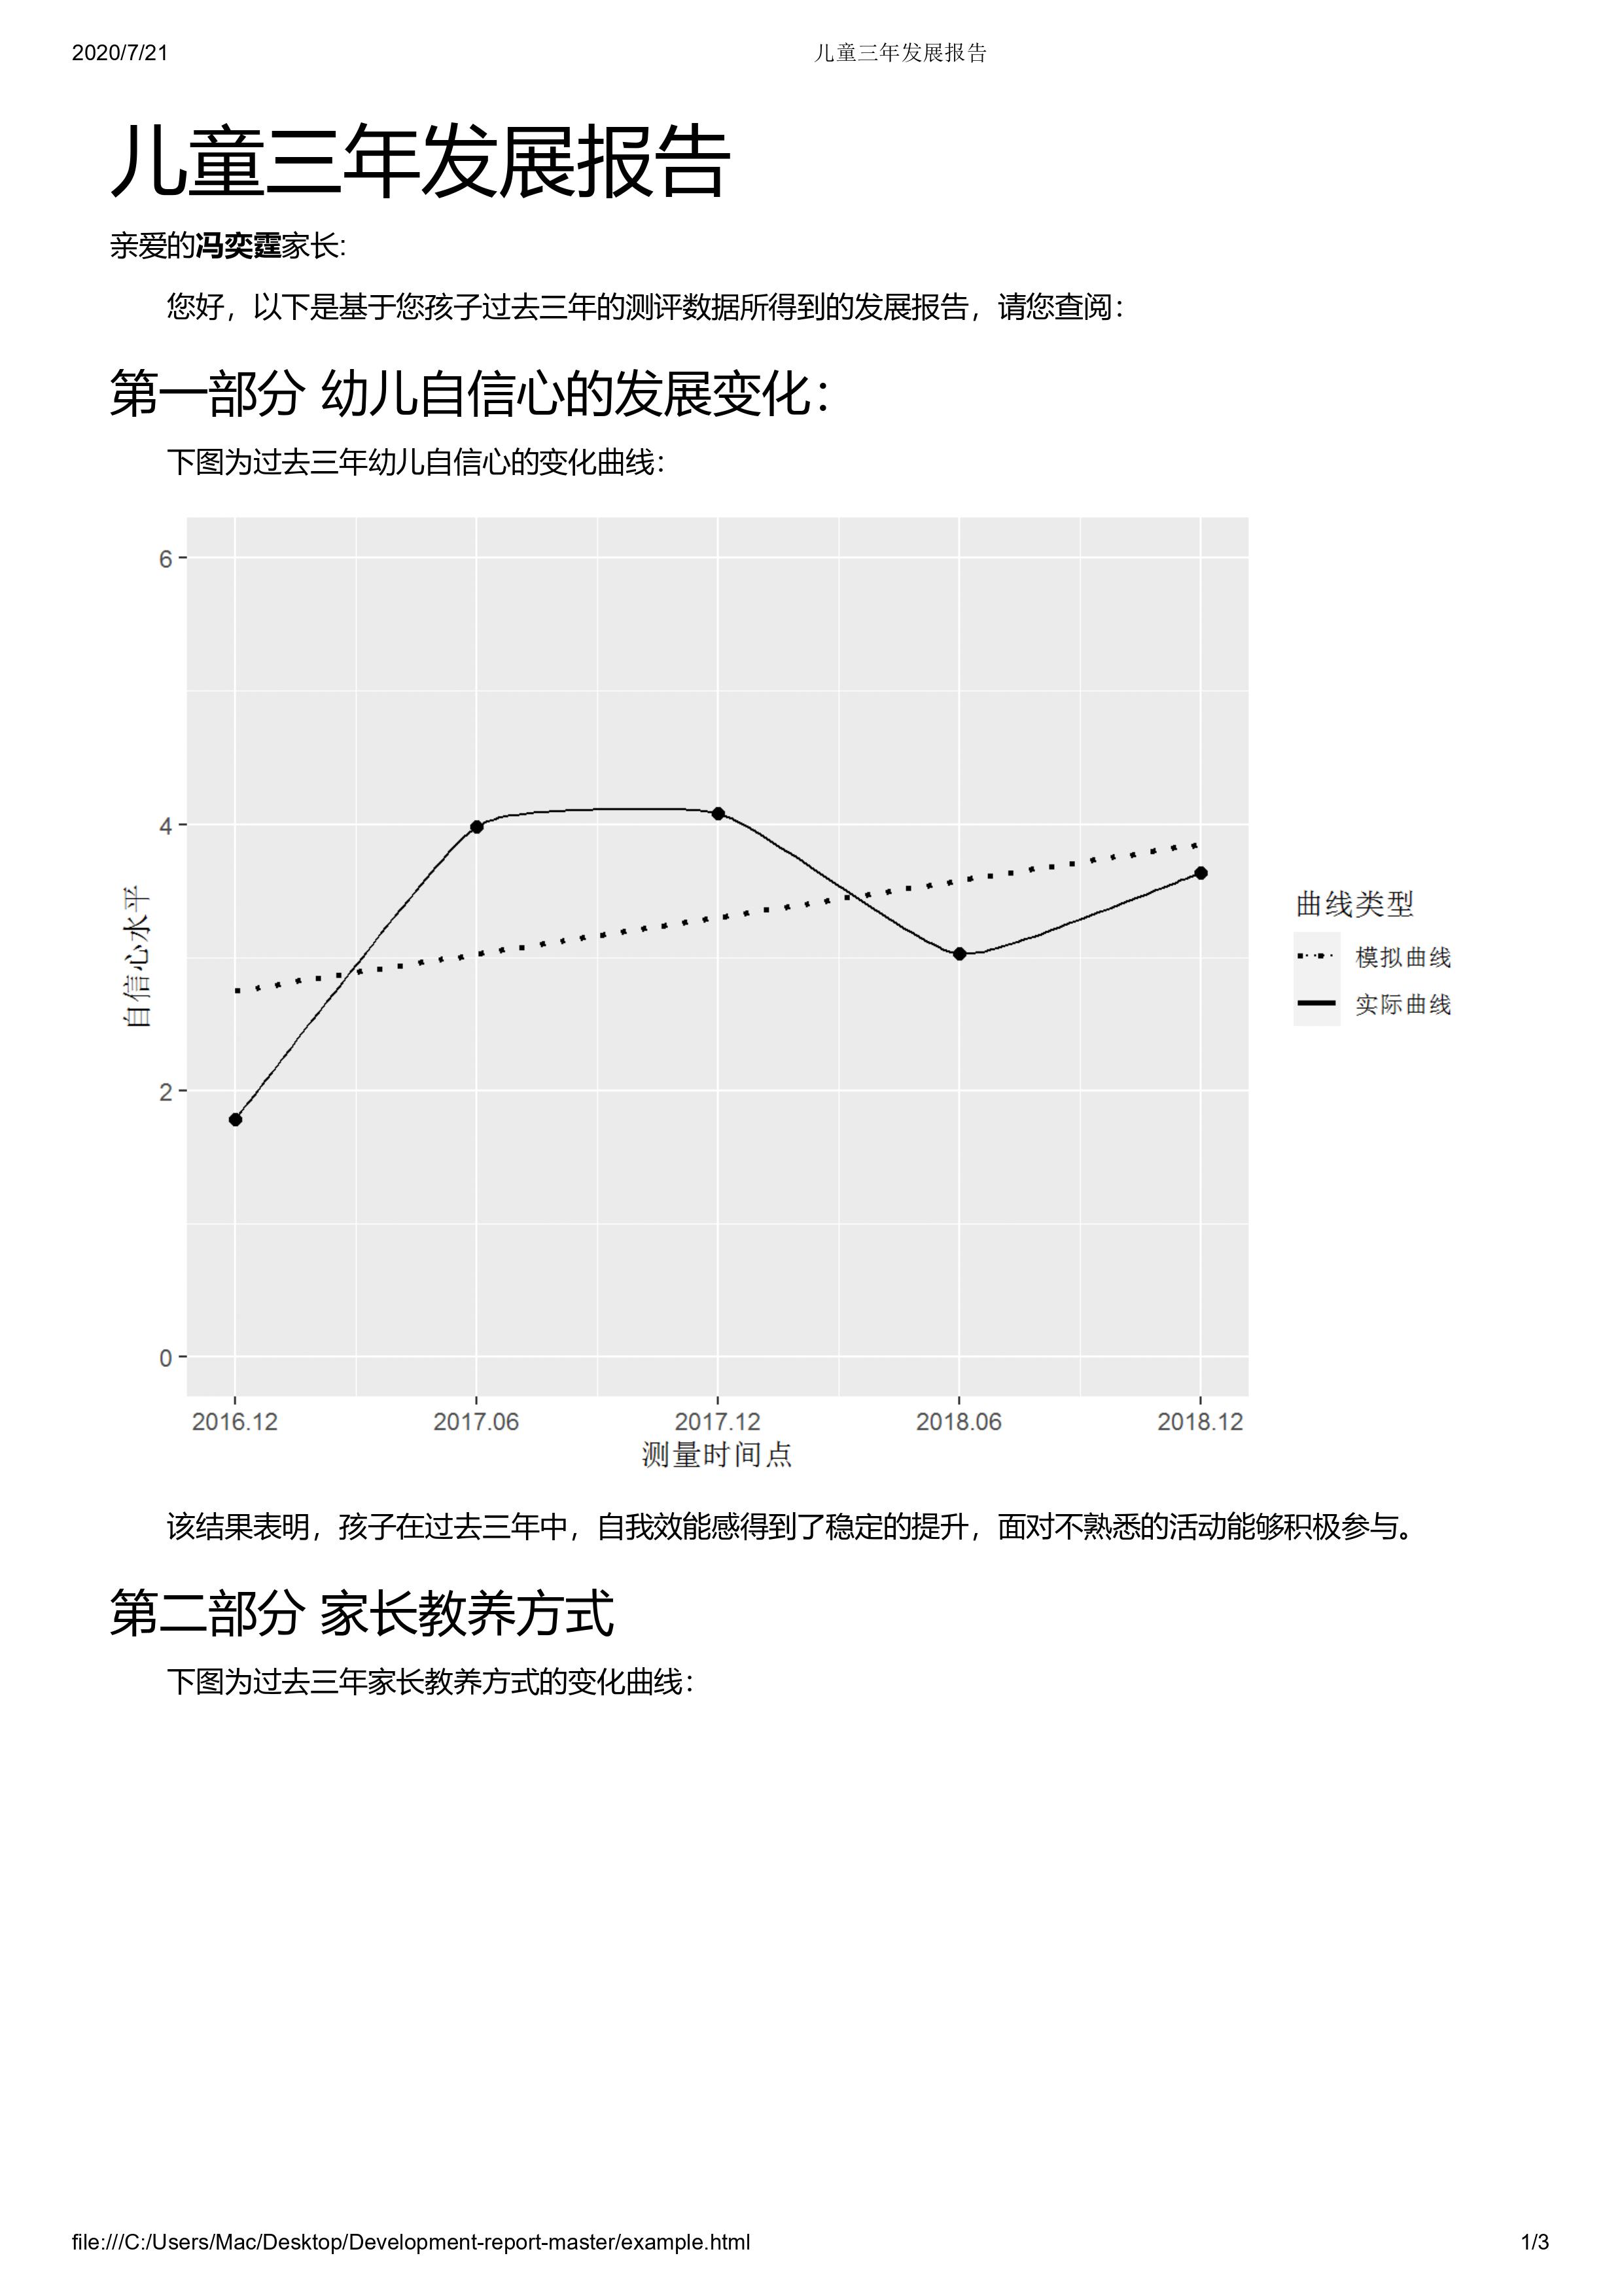 2020/7/21
儿童三年发展报告
儿童三年发展报告
亲爱的冯奕霆家长:
您好，以下是基于您孩子过去三年的测评数据所得到的发展报告，请您查阅：
第一部分 幼儿自信心的发展变化：
下图为过去三年幼儿自信心的变化曲线：
6
4
2
0
自信心水平
2016.12
2017.06
2017.12
2018.06
2018.12
测量时间点
曲线类型
模拟曲线
实际曲线
该结果表明，孩子在过去三年中，自我效能感得到了稳定的提升，面对不熟悉的活动能够积极参与。
第二部分 家长教养方式
下图为过去三年家长教养方式的变化曲线：
file:///C:/Users/Mac/Desktop/Development-report-master/example.html
1/3